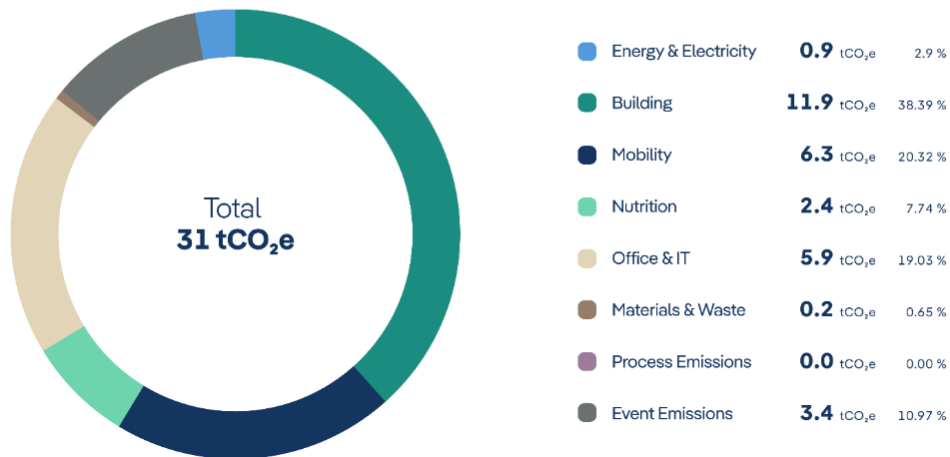 Total
31 tCO₂e
Energy & Electricity 0.9 tCO₂e 2.9 %
Building 11.9 tCO₂e 38.39 %
Mobility 6.3 tCO₂e 20.32 %
Nutrition 2.4 tCO₂e 7.74 %
Office & IT 5.9 tCO₂e 19.03 %
Materials & Waste 0.2 tCO₂e 0.65 %
Process Emissions 0.0 tCO₂e 0.00 %
Event Emissions 3.4 tCO₂e 10.97 %